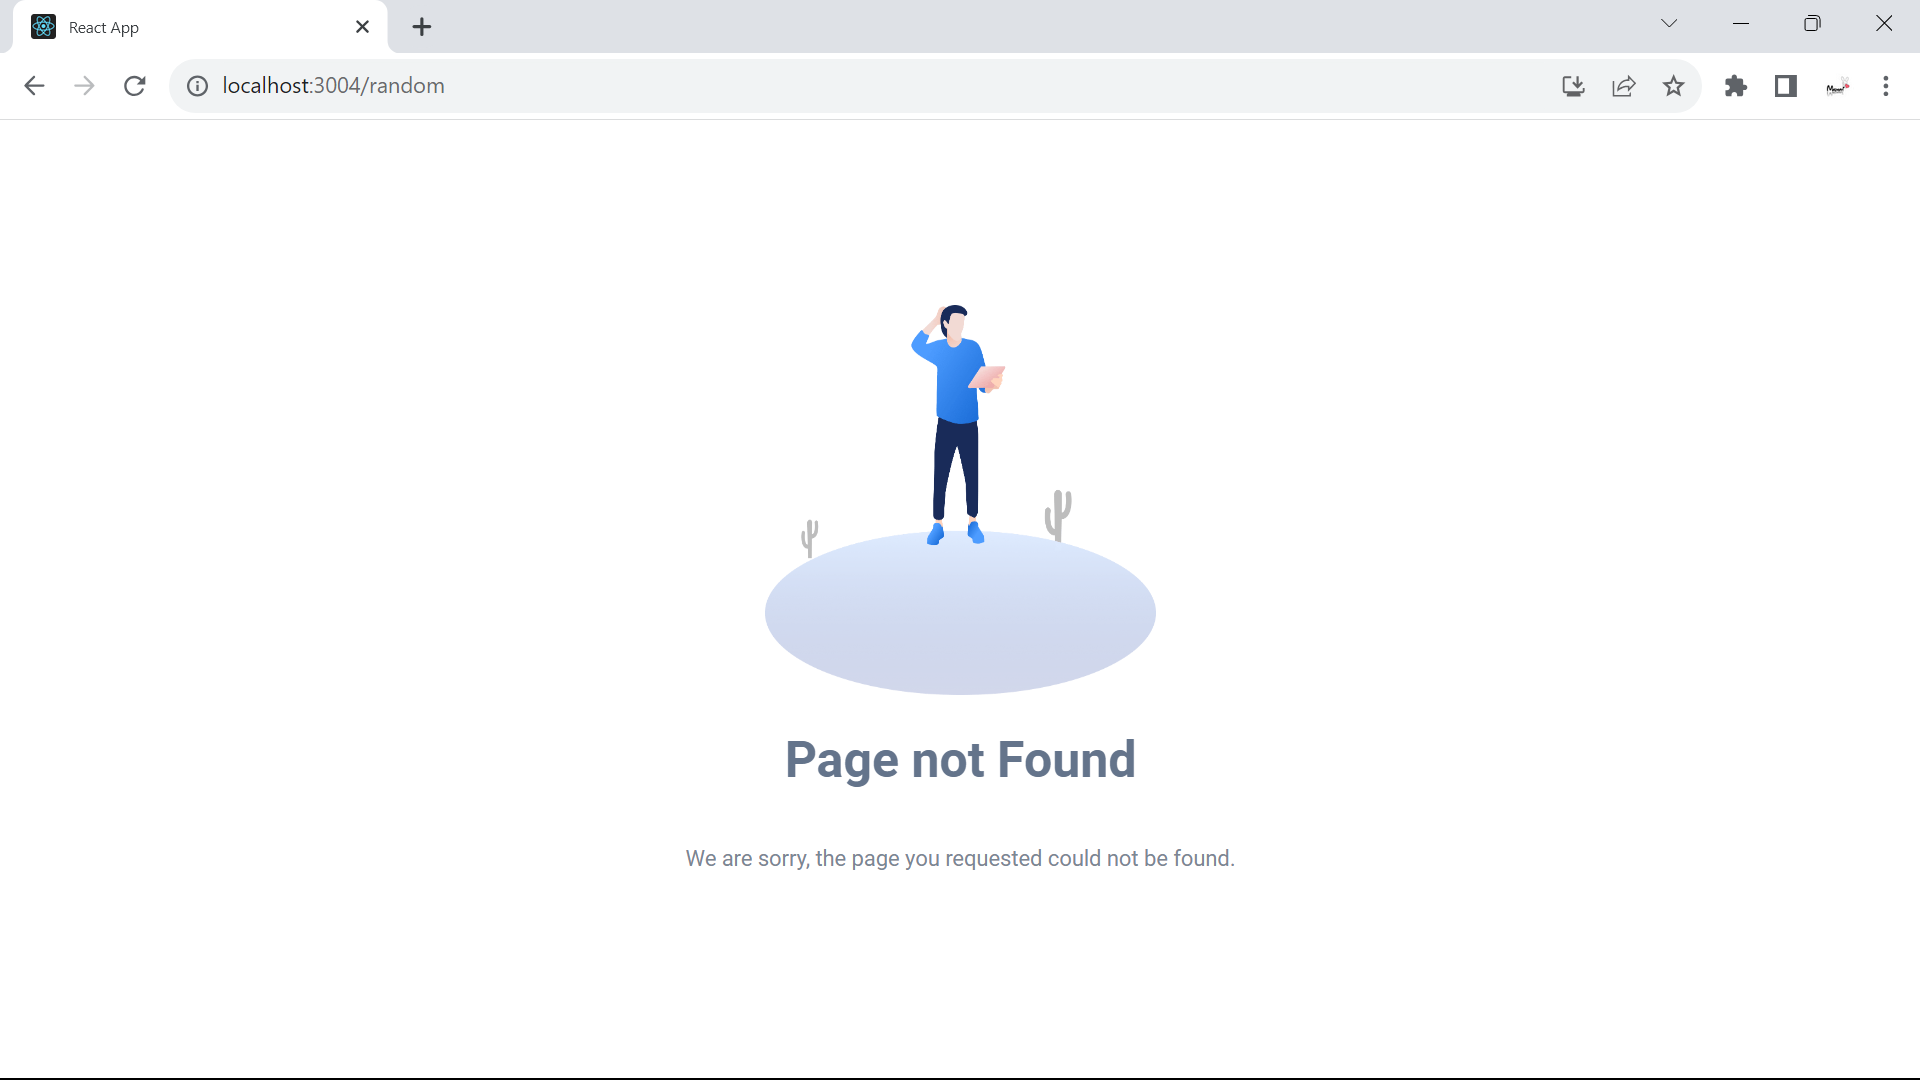 React App
localhost:3004/random
Page not Found
We are sorry, the page you requested could not be found.